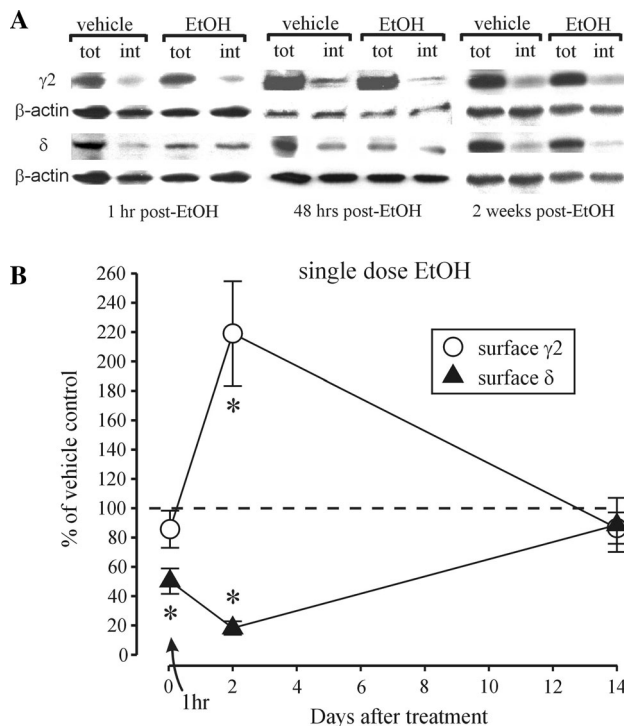 A
vehicle EtOH vehicle EtOH vehicle EtOH
tot int tot int tot int tot int tot int tot int
γ2
β-actin
δ
β-actin
1 hr post-EtOH 48 hrs post-EtOH 2 weeks post-EtOH
B
single dose EtOH
% of vehicle control
260
240
220
200
180
160
140
120
100
80
60
40
20
0
surface γ2
surface δ
*
*
*
1hr
0 2 4 6 8 10 12 14
Days after treatment